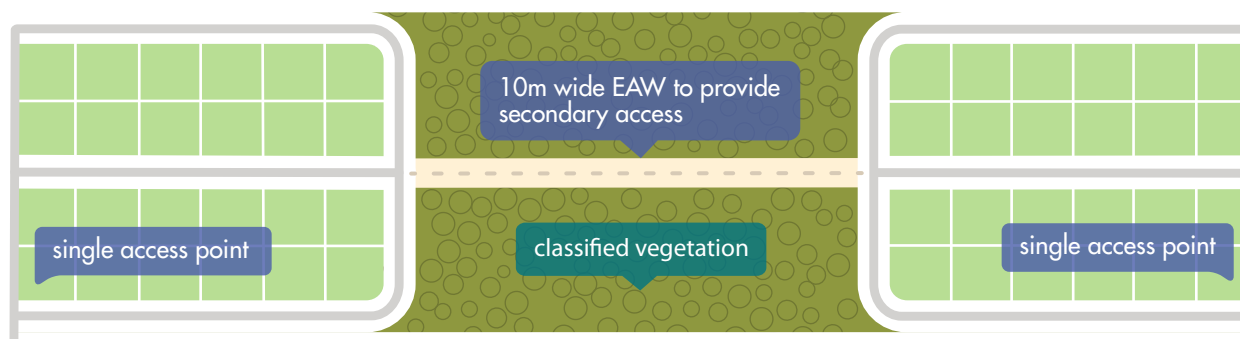 10m wide EAW to provide
secondary access
single access point
classified vegetation
single access point